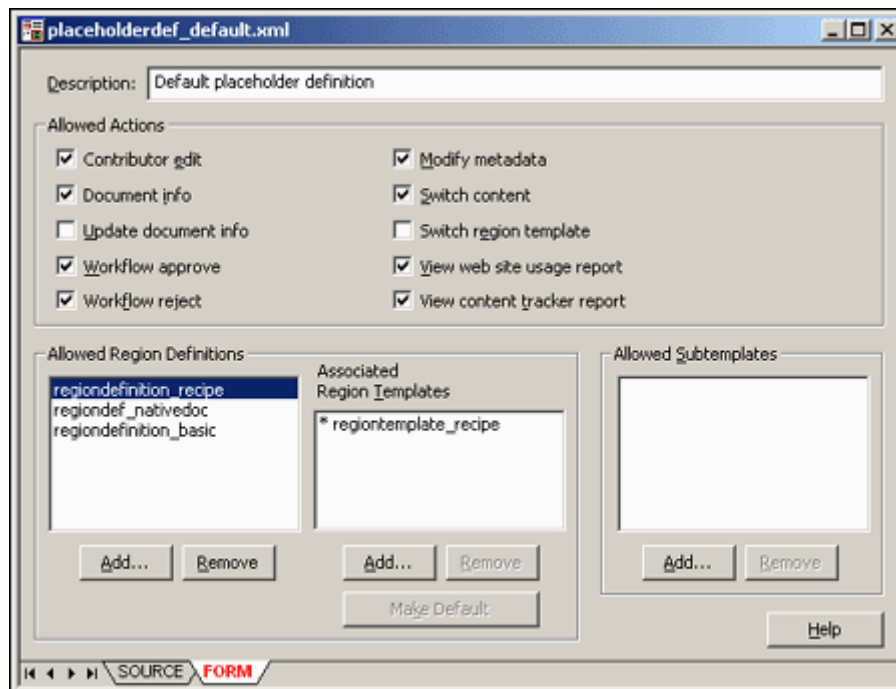 placeholderdef_default.xml
Description: Default placeholder definition
Allowed Actions
Contributor edit
Modify metadata
Document info
Switch content
Update document info
Switch region template
Workflow approve
View web site usage report
Workflow reject
View content tracker report
Allowed Region Definitions
regiondefinition_recipe
regiondef_nativedoc
regiondefinition_basic
Add... Remove
Associated
Region Templates
* regiontemplate_recipe
Add... Remove
Make Default
Allowed Subtemplates
Add... Remove
Help
SOURCE FORM